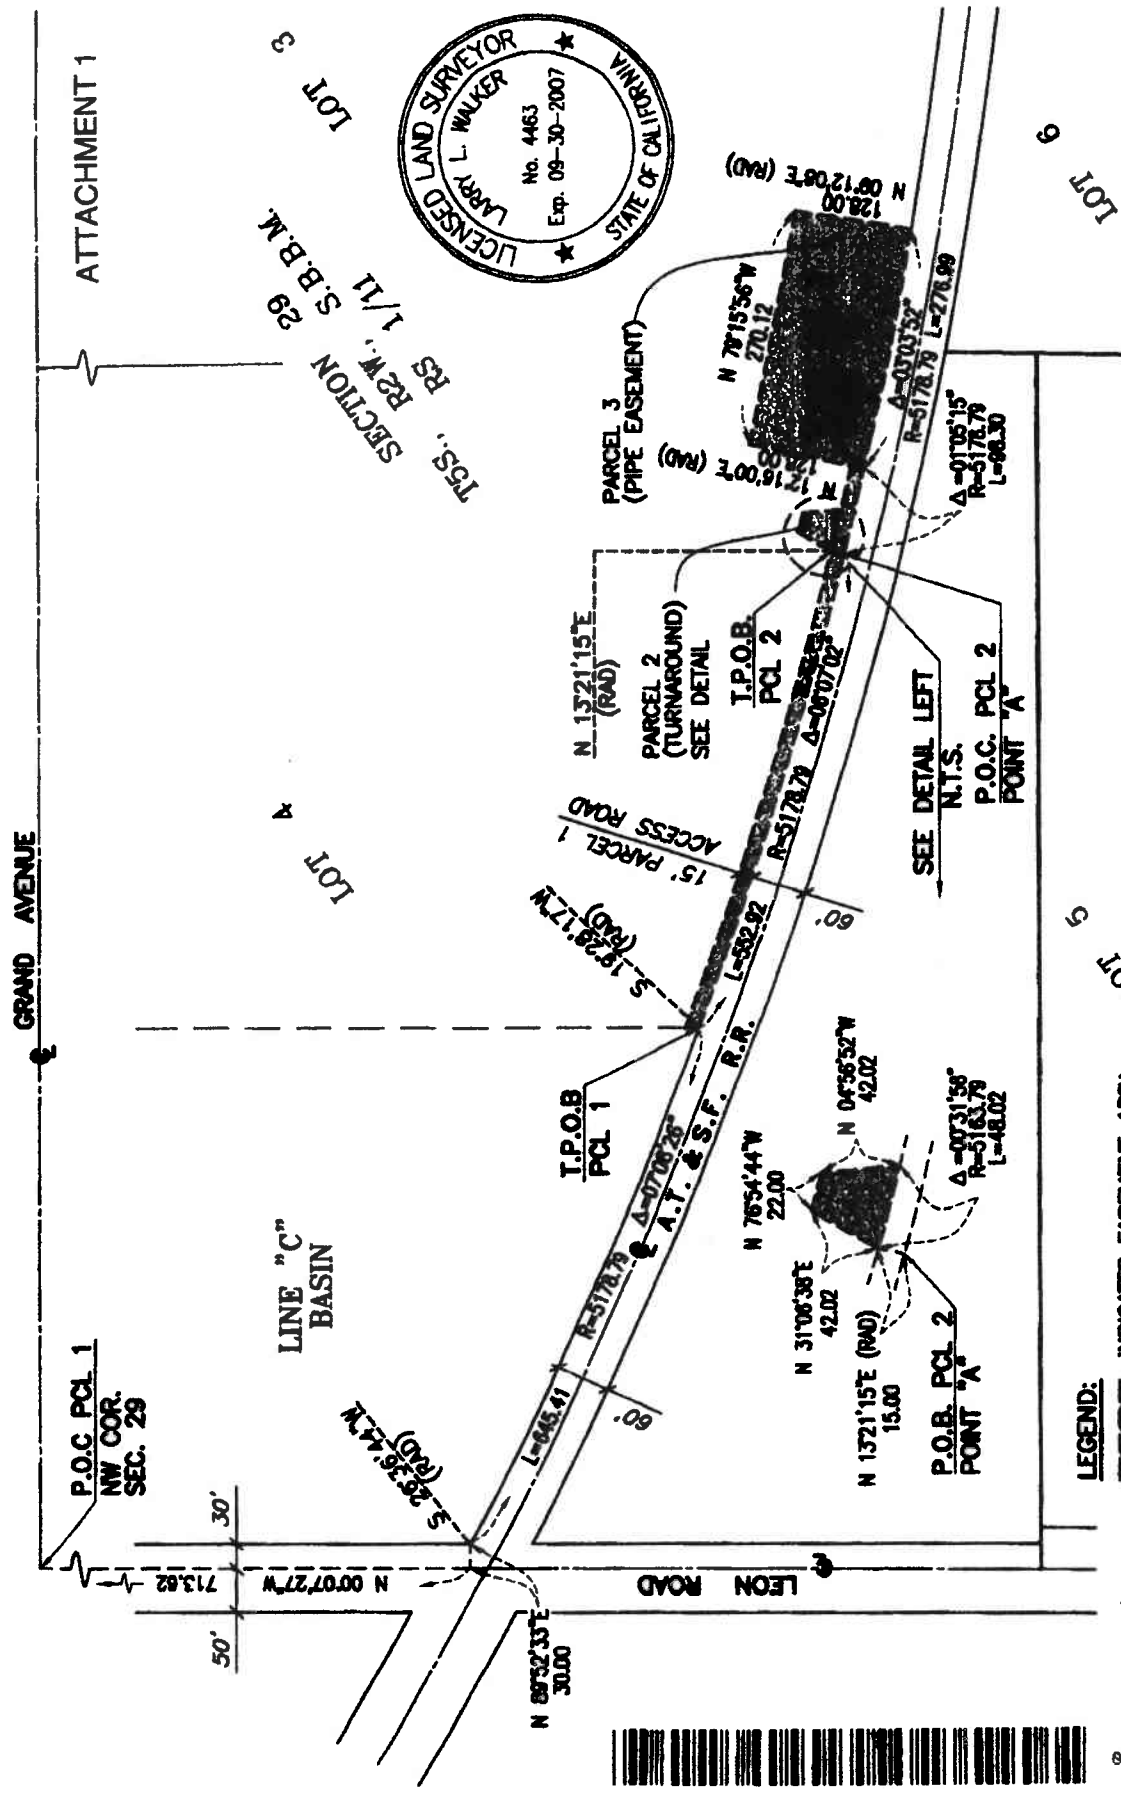 ATTACHMENT 1
GRAND AVENUE
P.O.C PCL 1
NW COR.
SEC. 29
LOT 4
LOT 3
SECTION 29
T5S., R2W., S.B.B.M.
RS 1/11
LICENSED LAND SURVEYOR
LARRY L. WALKER
No. 4463
Exp. 09-30-2007
STATE OF CALIFORNIA
LINE "C"
BASIN
50'
30'
713.62
N 00°07'27"W
LEON ROAD
N 89°52'33"E
30.00
S 26°36'44"W
(RAD)
L=645.41
R=5178.79
Δ=07°06'26"
60'
A.T. & S.F. R.R.
T.P.O.B
PCL 1
S 19°28'17"W
(RAD)
15' PARCEL 1
ACCESS ROAD
L=552.92
R=5178.79
Δ=06°07'02"
60'
N 13°21'15"E
(RAD)
PARCEL 2
(TURNAROUND)
SEE DETAIL
T.P.O.B.
PCL 2
PARCEL 3
(PIPE EASEMENT)
N 79°15'56"W
270.12
12°16'00"E (RAD)
128.00
N 09°12'08"E (RAD)
Δ=03°03'52"
R=5178.79
L=276.99
Δ=01°05'15"
R=5178.79
L=98.30
SEE DETAIL LEFT
N.T.S.
P.O.C. PCL 2
POINT "A"
LOT 6
LOT 5
N 76°54'44"W
22.00
N 04°56'52"W
42.02
N 31°06'38"E
42.02
N 13°21'15"E (RAD)
15.00
Δ=00°31'58"
R=5163.79
L=48.02
P.O.B. PCL 2
POINT "A"
LEGEND: